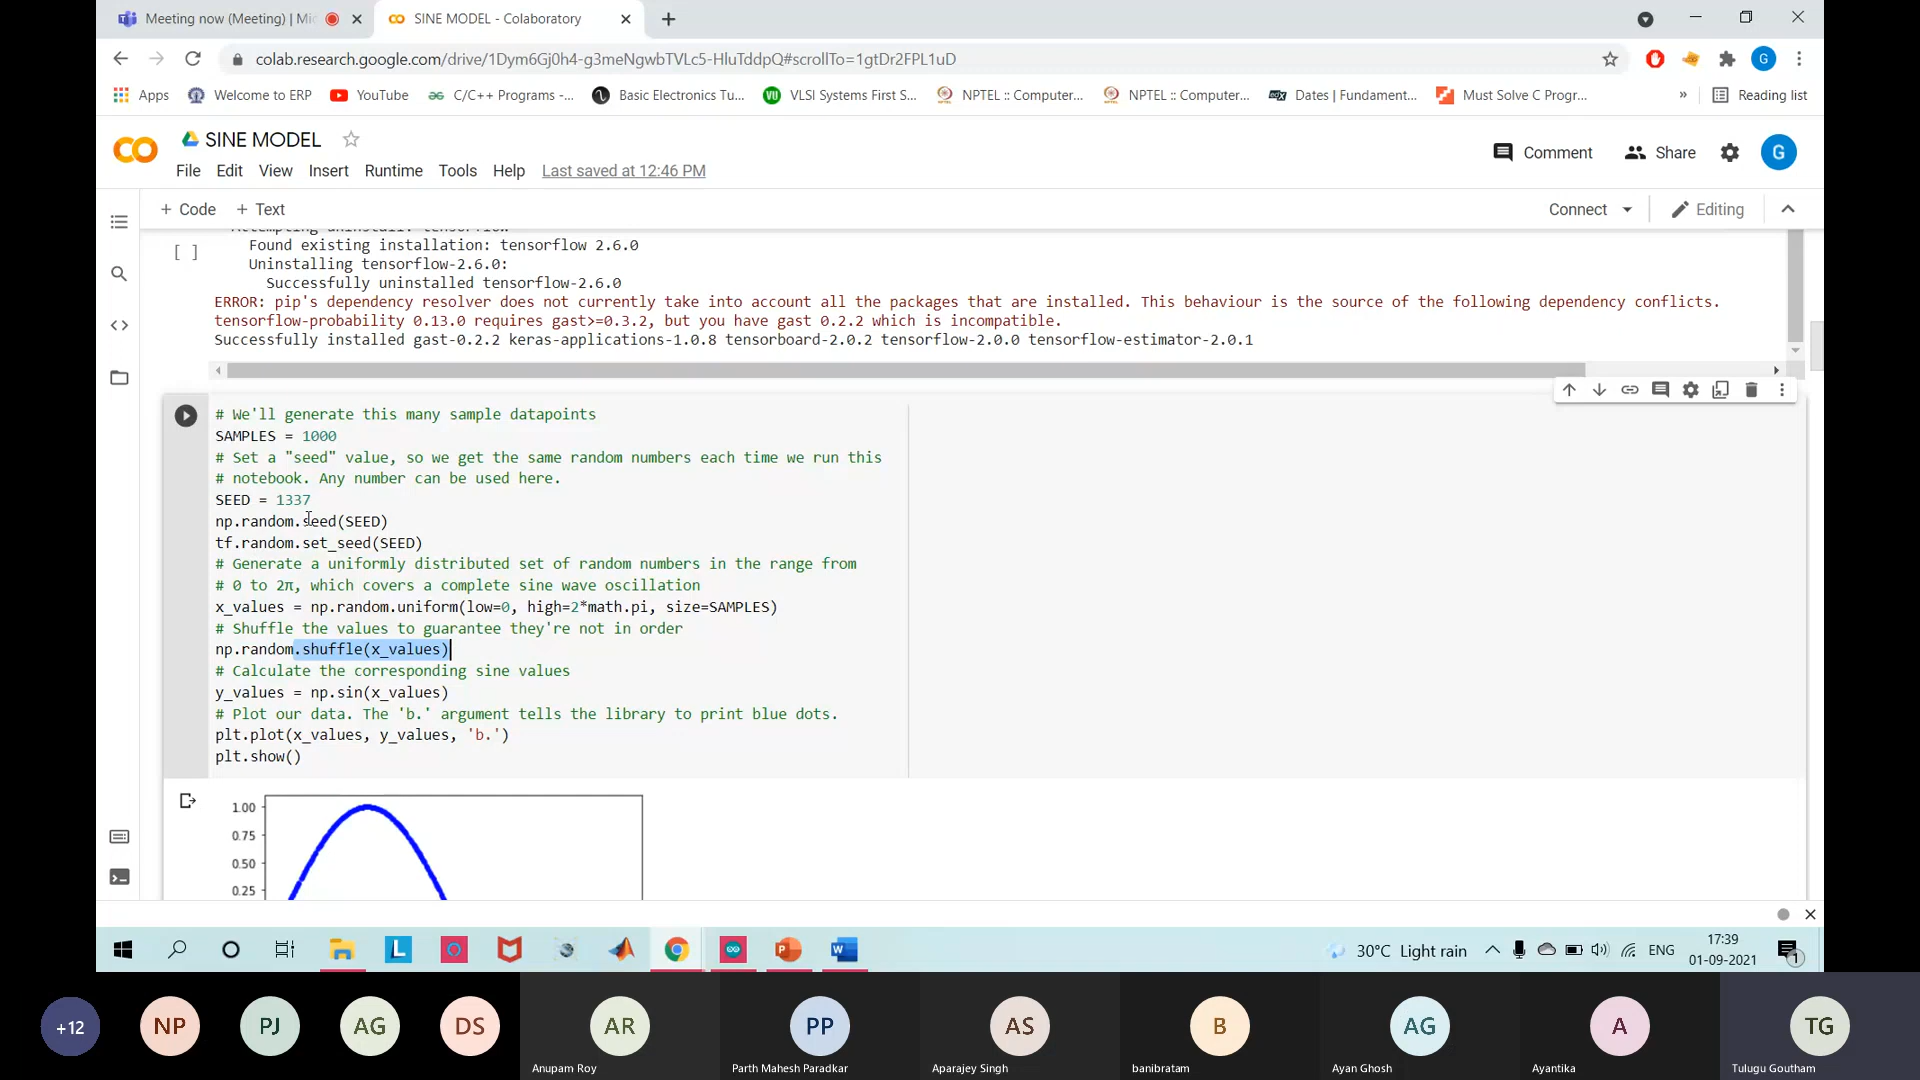 Meeting now (Meeting) | Mic
SINE MODEL - Colaboratory
colab.research.google.com/drive/1Dym6Gj0h4-g3meNgwbTVLc5-HluTddpQ#scrollTo=1gtDr2FPL1uD
G
Apps
Welcome to ERP
YouTube
C/C++ Programs -...
Basic Electronics Tu...
VLSI Systems First S...
NPTEL :: Computer...
NPTEL :: Computer...
Dates | Fundament...
Must Solve C Progr...
»
Reading list
SINE MODEL
Comment
Share
G
File Edit View Insert Runtime Tools Help Last saved at 12:46 PM
+ Code + Text
Connect
Editing
[ ]
Attempting uninstall: tensorflow
Found existing installation: tensorflow 2.6.0
Uninstalling tensorflow-2.6.0:
Successfully uninstalled tensorflow-2.6.0
ERROR: pip's dependency resolver does not currently take into account all the packages that are installed. This behaviour is the source of the following dependency conflicts.
tensorflow-probability 0.13.0 requires gast>=0.3.2, but you have gast 0.2.2 which is incompatible.
Successfully installed gast-0.2.2 keras-applications-1.0.8 tensorboard-2.0.2 tensorflow-2.0.0 tensorflow-estimator-2.0.1
# We'll generate this many sample datapoints
SAMPLES = 1000
# Set a "seed" value, so we get the same random numbers each time we run this
# notebook. Any number can be used here.
SEED = 1337
np.random.seed(SEED)
tf.random.set_seed(SEED)
# Generate a uniformly distributed set of random numbers in the range from
# 0 to 2π, which covers a complete sine wave oscillation
x_values = np.random.uniform(low=0, high=2*math.pi, size=SAMPLES)
# Shuffle the values to guarantee they're not in order
np.random.shuffle(x_values)
# Calculate the corresponding sine values
y_values = np.sin(x_values)
# Plot our data. The 'b.' argument tells the library to print blue dots.
plt.plot(x_values, y_values, 'b.')
plt.show()
1.00
0.75
0.50
0.25
30°C Light rain
ENG
17:39
01-09-2021
1
+12
NP
PJ
AG
DS
AR
PP
AS
B
AG
A
TG
Anupam Roy
Parth Mahesh Paradkar
Aparajey Singh
banibratam
Ayan Ghosh
Ayantika
Tulugu Goutham